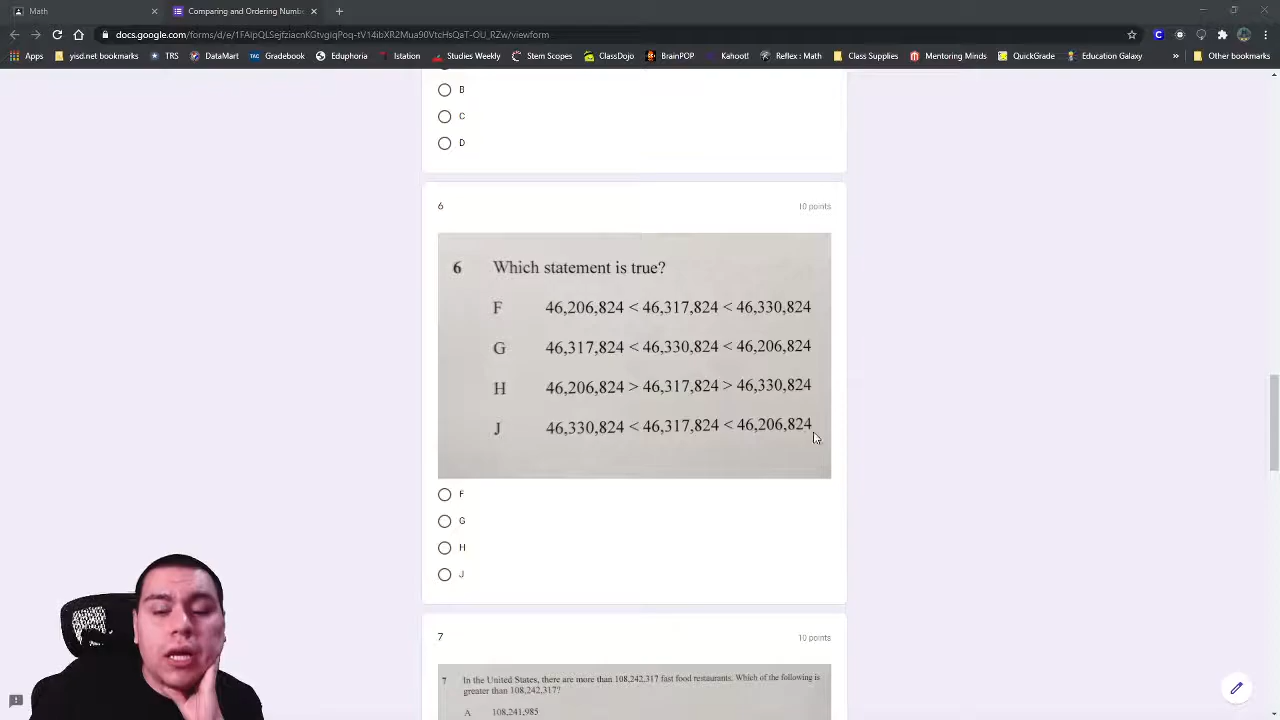 Math
Comparing and Ordering Numb
docs.google.com/forms/d/e/1FAIpQLSejfziacnKGtvgiqPoq-tV14ibXR2Mua90VtcHsQaT-OU_RZw/viewform
Apps yisd.net bookmarks TRS DataMart TAG Gradebook Eduphoria Istation Studies Weekly Stem Scopes ClassDojo BrainPOP Kahoot! Reflex : Math Class Supplies Mentoring Minds QuickGrade Education Galaxy » Other bookmarks
B
C
D
6 10 points
6 Which statement is true?
F 46,206,824 < 46,317,824 < 46,330,824
G 46,317,824 < 46,330,824 < 46,206,824
H 46,206,824 > 46,317,824 > 46,330,824
J 46,330,824 < 46,317,824 < 46,206,824
F
G
H
J
7 10 points
7 In the United States, there are more than 108,242,317 fast food restaurants. Which of the following is
greater than 108,242,317?
A 108,241,985